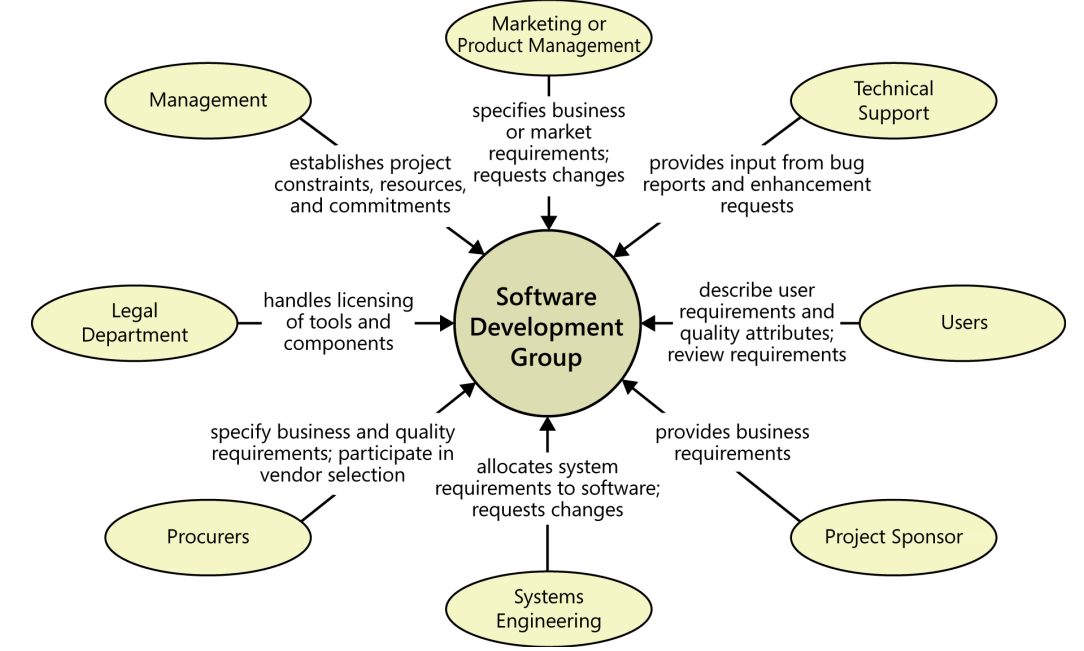 Marketing or
Product Management
Management
Technical
Support
specifies business
or market
requirements;
requests changes
establishes project
constraints, resources,
and commitments
provides input from bug
reports and enhancement
requests
Legal
Department
handles licensing
of tools and
components
Software
Development
Group
describe user
requirements and
quality attributes;
review requirements
Users
specify business and quality
requirements; participate in
vendor selection
allocates system
requirements to software;
requests changes
provides business
requirements
Procurers
Systems
Engineering
Project Sponsor